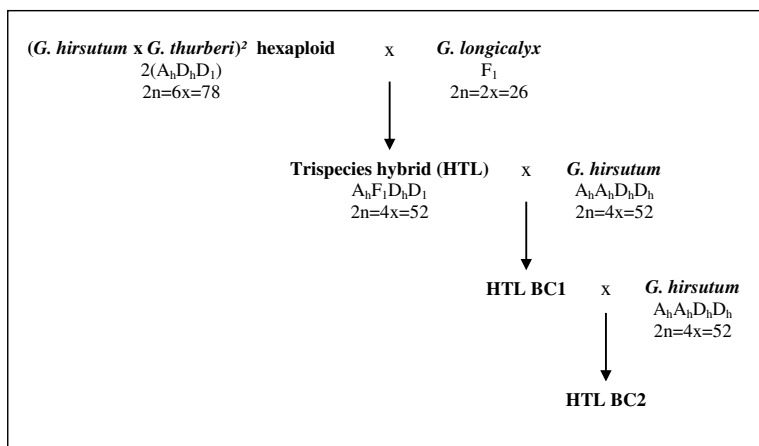 (G. hirsutum x G. thurberi)² hexaploid x G. longicalyx
2(AₕDₕD₁) F₁
2n=6x=78 2n=2x=26
Trispecies hybrid (HTL) x G. hirsutum
AₕF₁DₕD₁ AₕAₕDₕDₕ
2n=4x=52 2n=4x=52
HTL BC1 x G. hirsutum
AₕAₕDₕDₕ
2n=4x=52
HTL BC2